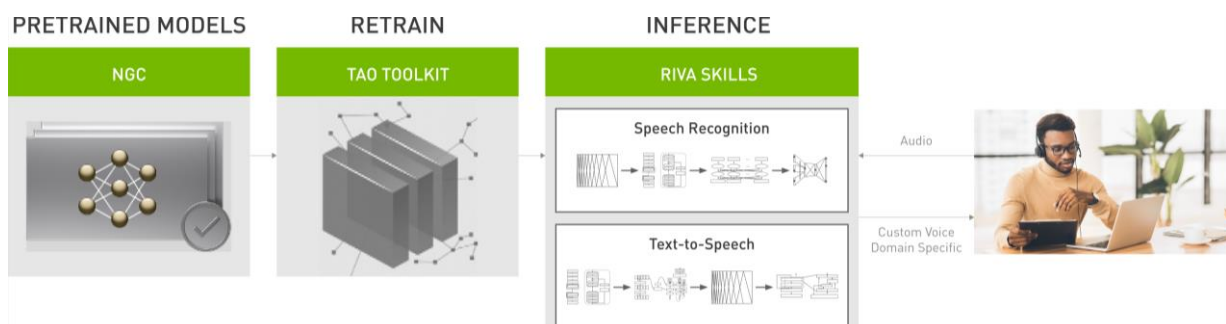 PRETRAINED MODELS
RETRAIN
INFERENCE
NGC
TAO TOOLKIT
RIVA SKILLS
Speech Recognition
Audio
Custom Voice
Domain Specific
Text-to-Speech